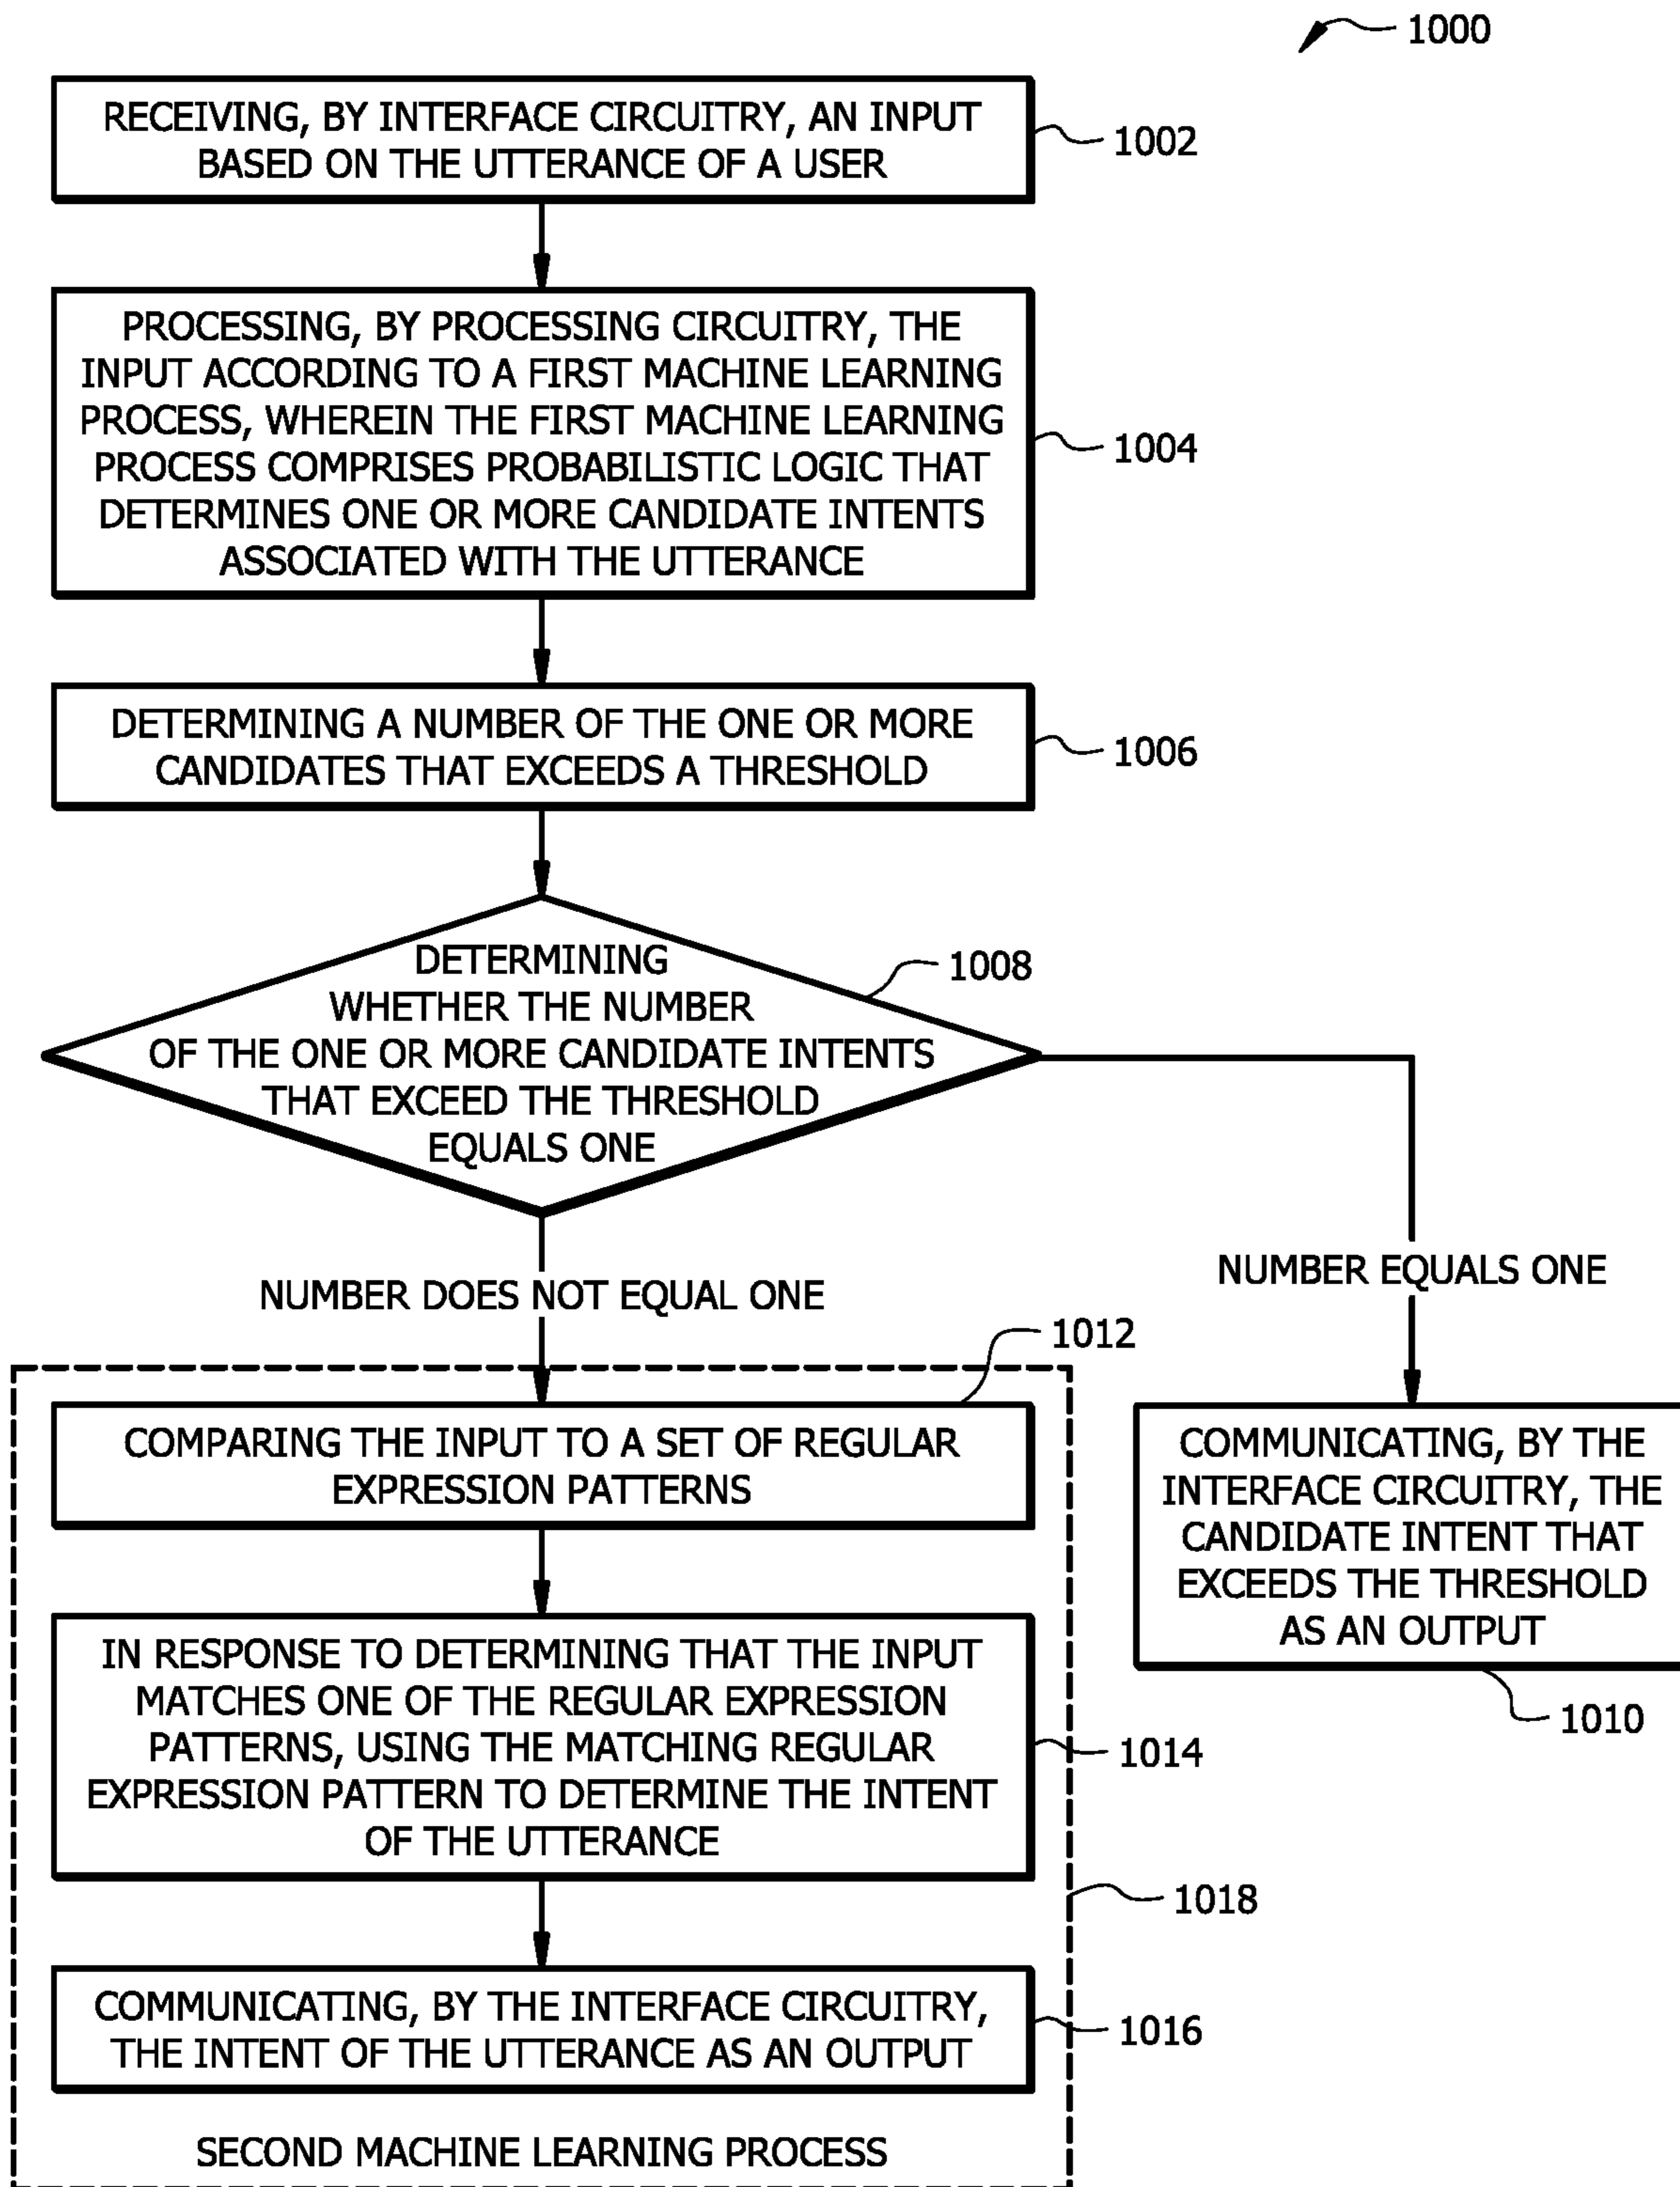 1000
RECEIVING, BY INTERFACE CIRCUITRY, AN INPUT
BASED ON THE UTTERANCE OF A USER
1002
PROCESSING, BY PROCESSING CIRCUITRY, THE
INPUT ACCORDING TO A FIRST MACHINE LEARNING
PROCESS, WHEREIN THE FIRST MACHINE LEARNING
PROCESS COMPRISES PROBABILISTIC LOGIC THAT
DETERMINES ONE OR MORE CANDIDATE INTENTS
ASSOCIATED WITH THE UTTERANCE
1004
DETERMINING A NUMBER OF THE ONE OR MORE
CANDIDATES THAT EXCEEDS A THRESHOLD
1006
DETERMINING
WHETHER THE NUMBER
OF THE ONE OR MORE CANDIDATE INTENTS
THAT EXCEED THE THRESHOLD
EQUALS ONE
1008
NUMBER DOES NOT EQUAL ONE
NUMBER EQUALS ONE
1012
COMPARING THE INPUT TO A SET OF REGULAR
EXPRESSION PATTERNS
COMMUNICATING, BY THE
INTERFACE CIRCUITRY, THE
CANDIDATE INTENT THAT
EXCEEDS THE THRESHOLD
AS AN OUTPUT
1010
IN RESPONSE TO DETERMINING THAT THE INPUT
MATCHES ONE OF THE REGULAR EXPRESSION
PATTERNS, USING THE MATCHING REGULAR
EXPRESSION PATTERN TO DETERMINE THE INTENT
OF THE UTTERANCE
1014
1018
COMMUNICATING, BY THE INTERFACE CIRCUITRY,
THE INTENT OF THE UTTERANCE AS AN OUTPUT
1016
SECOND MACHINE LEARNING PROCESS